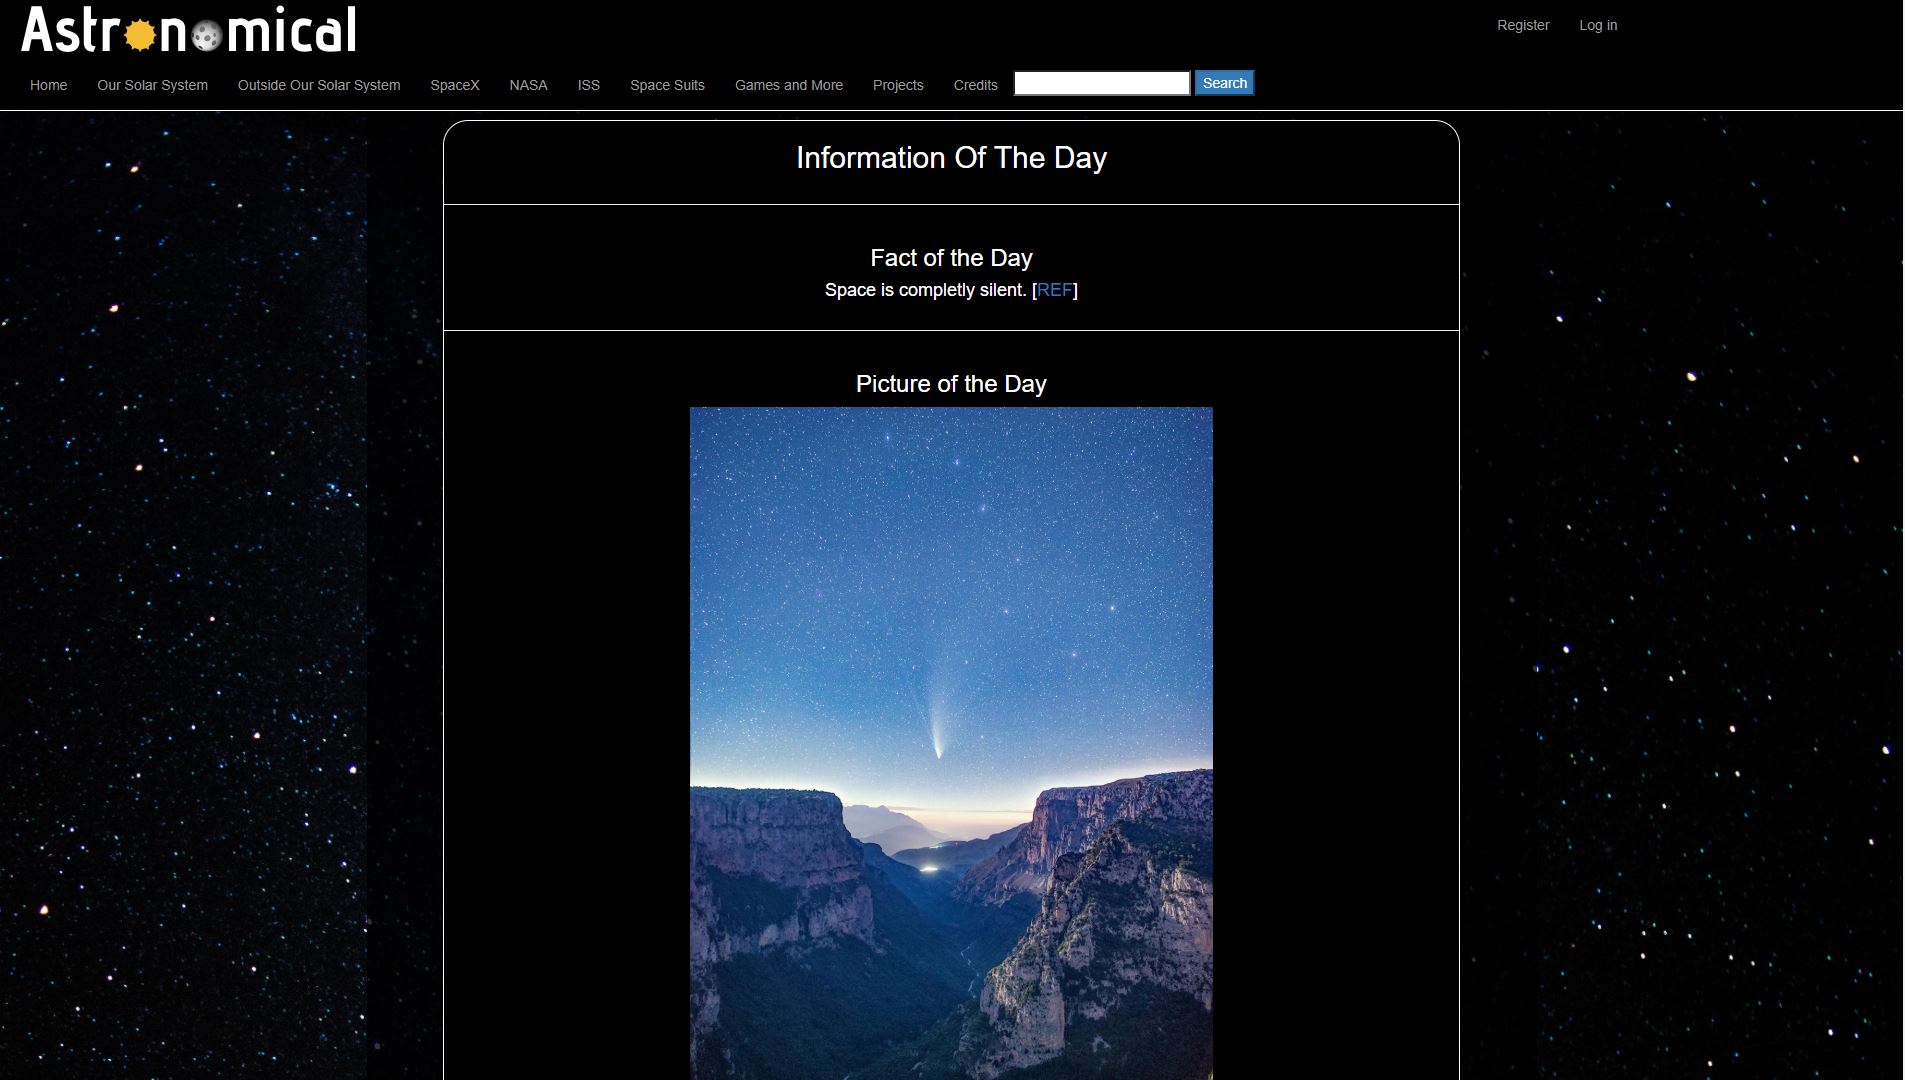 Astronomical
Register Log in
Home Our Solar System Outside Our Solar System SpaceX NASA ISS Space Suits Games and More Projects Credits Search
Information Of The Day
Fact of the Day
Space is completly silent. [REF]
Picture of the Day